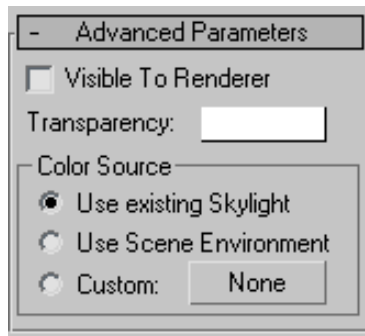 - Advanced Parameters
Visible To Renderer
Transparency:
Color Source
Use existing Skylight
Use Scene Environment
Custom: None